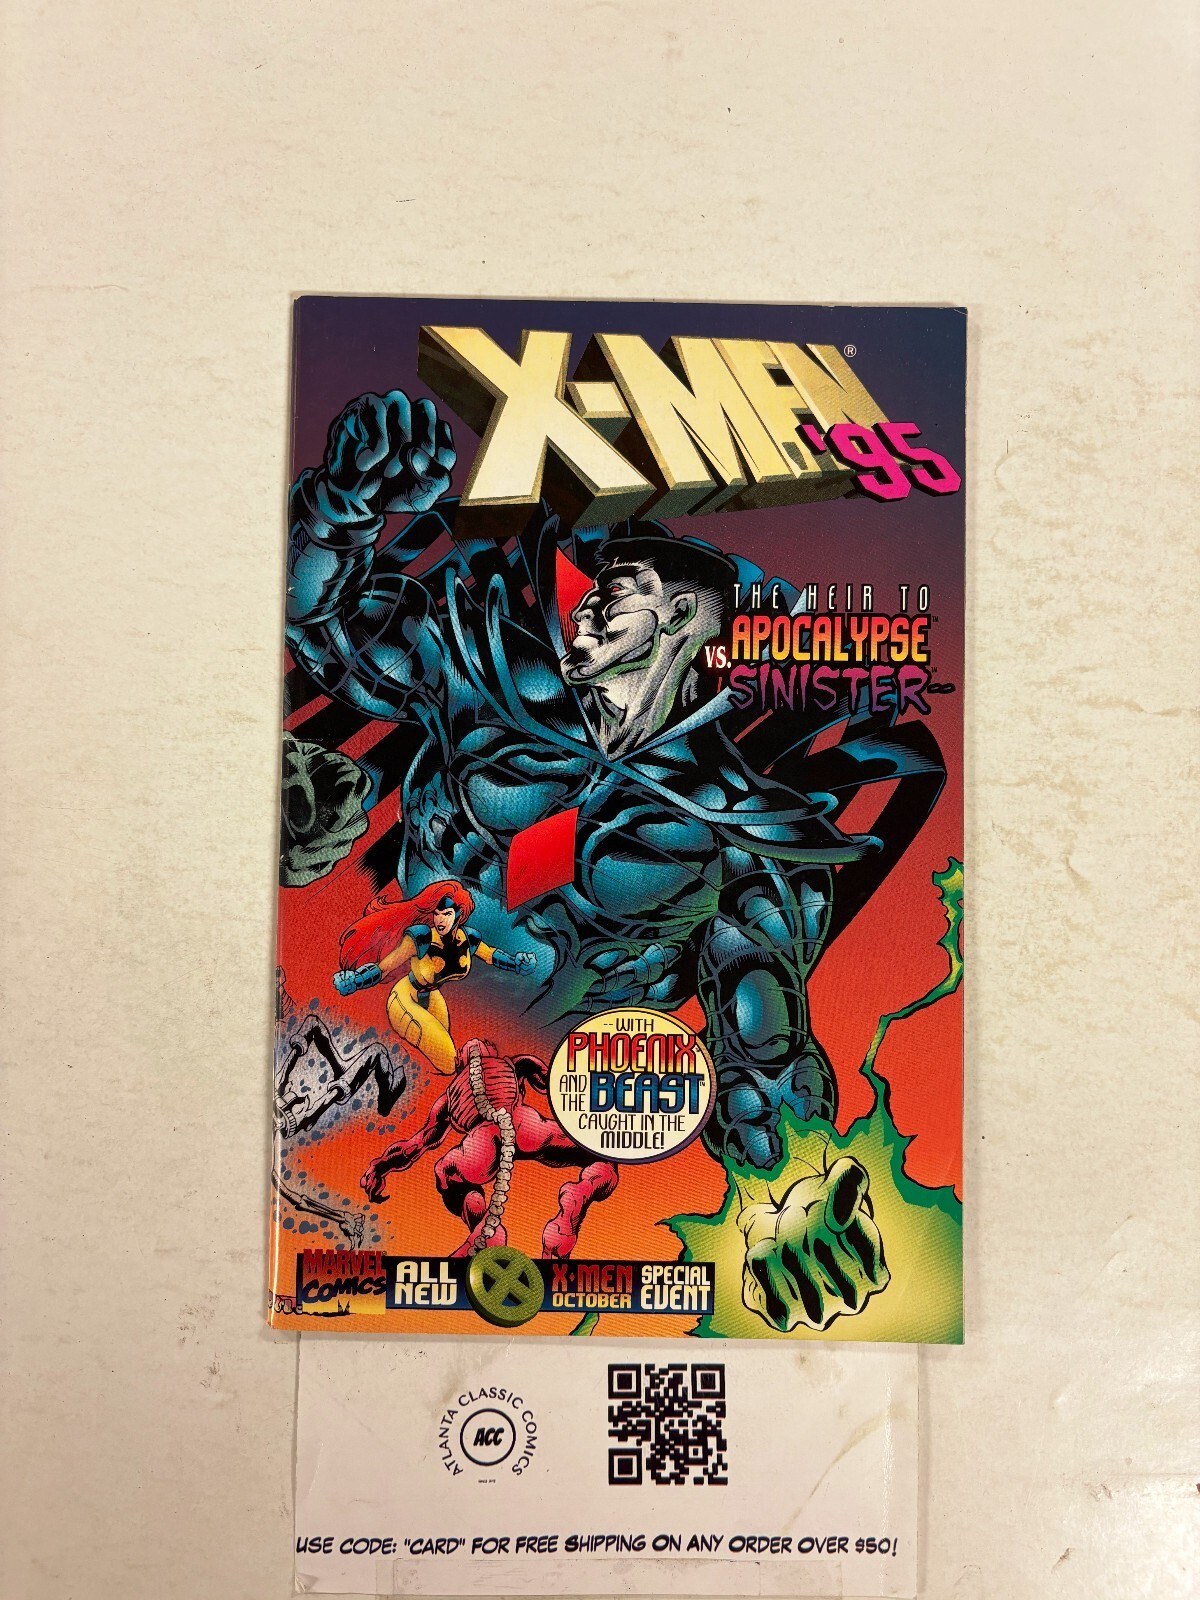 X-MEN®
'95
THE HEIR TO
APOCALYPSE™
VS. SINISTER™--
--WITH
PHOENIX™
AND THE BEAST™
CAUGHT IN THE
MIDDLE!
MARVEL
COMICS
ALL
NEW
X-MEN
OCTOBER
SPECIAL
EVENT
ATLANTA CLASSIC COMICS
ACC
USE CODE: "CARD" FOR FREE SHIPPING ON ANY ORDER OVER $50!